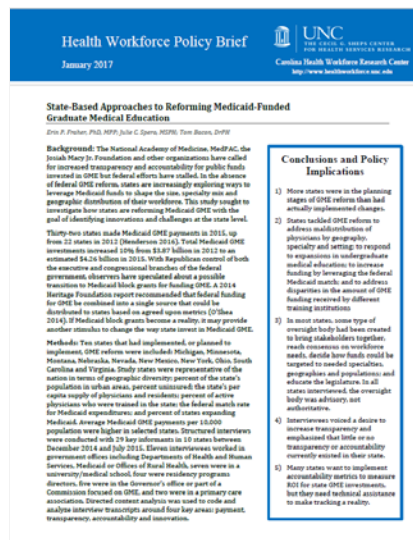 Health Workforce Policy Brief
January 2017
UNC
THE CECIL G. SHEPS CENTER
FOR HEALTH SERVICES RESEARCH
Carolina Health Workforce Research Center
http://www.healthworkforce.unc.edu
State-Based Approaches to Reforming Medicaid-Funded
Graduate Medical Education
Erin P. Fraher, PhD, MPP; Julie C. Spero, MSPH; Tom Bacon, DrPH
Background: The National Academy of Medicine, MedPAC, the
Josiah Macy Jr. Foundation and other organizations have called
for increased transparency and accountability for public funds
invested in GME but federal efforts have stalled. In the absence
of federal GME reform, states are increasingly exploring ways to
leverage Medicaid funds to shape the size, specialty mix and
geographic distribution of their workforce. This study sought to
investigate how states are reforming Medicaid GME with the
goal of identifying innovations and challenges at the state level.
Thirty-two states made Medicaid GME payments in 2015, up
from 22 states in 2012 (Henderson 2016). Total Medicaid GME
investments increased 10% from $3.87 billion in 2012 to an
estimated $4.26 billion in 2015. With Republican control of both
the executive and congressional branches of the federal
government, observers have speculated about a possible
transition to Medicaid block grants for funding GME. A 2014
Heritage Foundation report recommended that federal funding
for GME be combined into a single source that could be
distributed to states based on agreed upon metrics (O'Shea
2014). If Medicaid block grants become a reality, it may provide
another stimulus to change the way state invest in Medicaid GME.
Methods: Ten states that had implemented, or planned to
implement, GME reform were included: Michigan, Minnesota,
Montana, Nebraska, Nevada, New Mexico, New York, Ohio, South
Carolina and Virginia. Study states were representative of the
nation in terms of geographic diversity; percent of the state's
population in urban areas, percent uninsured; the state's per
capita supply of physicians and residents; percent of active
physicians who were trained in the state; the federal match rate
for Medicaid expenditures; and percent of states expanding
Medicaid. Average Medicaid GME payments per 10,000
population were higher in selected states. Structured interviews
were conducted with 29 key informants in 10 states between
December 2014 and July 2015. Eleven interviewees worked in
government offices including Departments of Health and Human
Services, Medicaid or Offices of Rural Health, seven were in a
university/medical school, four were residency programs
directors, five were in the Governor's office or part of a
Commission focused on GME, and two were in a primary care
association. Directed content analysis was used to code and
analyze interview transcripts around four key areas: payment,
transparency, accountability and innovation.
Conclusions and Policy
Implications
1) More states were in the planning
stages of GME reform than had
actually implemented changes.
2) States tackled GME reform to
address maldistribution of
physicians by geography,
specialty and setting; to respond
to expansions in undergraduate
medical education; to increase
funding by leveraging the federal
Medicaid match; and to address
disparities in the amount of GME
funding received by different
training institutions
3) In most states, some type of
oversight body had been created
to bring stakeholders together,
reach consensus on workforce
needs, decide how funds could be
targeted to needed specialties,
geographies and populations; and
educate the legislature. In all
states interviewed, the oversight
body was advisory, not
authoritative.
4) Interviewees voiced a desire to
increase transparency and
emphasized that little or no
transparency or accountability
currently existed in their state.
5) Many states want to implement
accountability metrics to measure
ROI for state GME investments,
but they need technical assistance
to make tracking a reality.